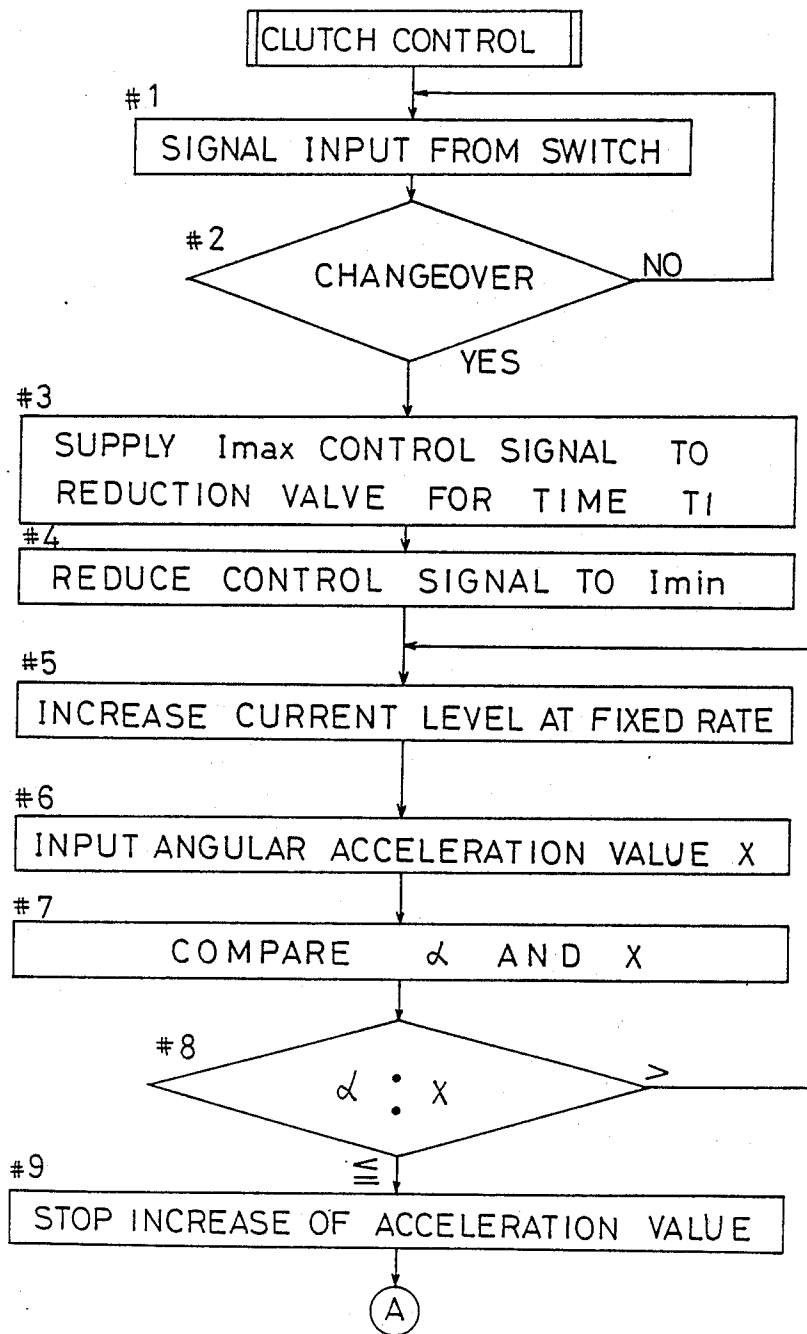 CLUTCH CONTROL
#1
SIGNAL INPUT FROM SWITCH
#2
CHANGEOVER
NO
YES
#3
SUPPLY Imax CONTROL SIGNAL TO
REDUCTION VALVE FOR TIME T1
#4
REDUCE CONTROL SIGNAL TO Imin
#5
INCREASE CURRENT LEVEL AT FIXED RATE
#6
INPUT ANGULAR ACCELERATION VALUE X
#7
COMPARE α AND X
#8
α : X
>
≦
#9
STOP INCREASE OF ACCELERATION VALUE
A